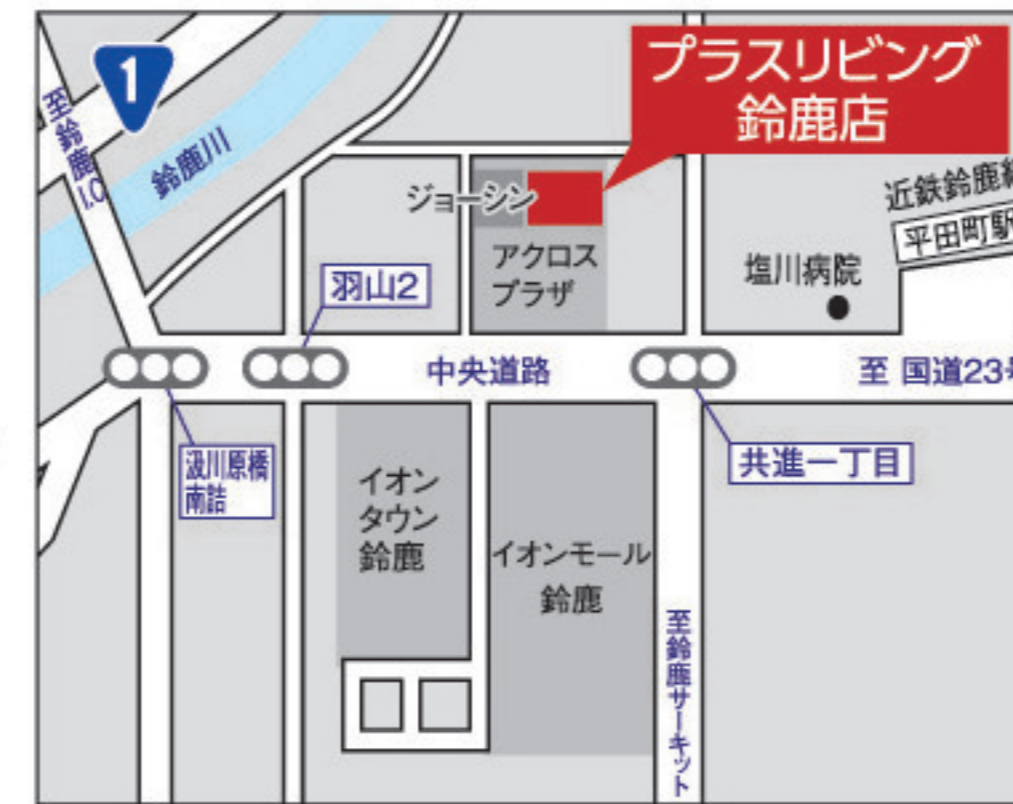 1
プラスリビング
鈴鹿店
至鈴鹿I.C
鈴鹿川
ジョーシン
アクロス
プラザ
近鉄鈴鹿線
平田町駅
塩川病院
羽山2
中央道路
至 国道23号
汲川原橋
南詰
共進一丁目
イオン
タウン
鈴鹿
イオンモール
鈴鹿
至鈴鹿サーキット